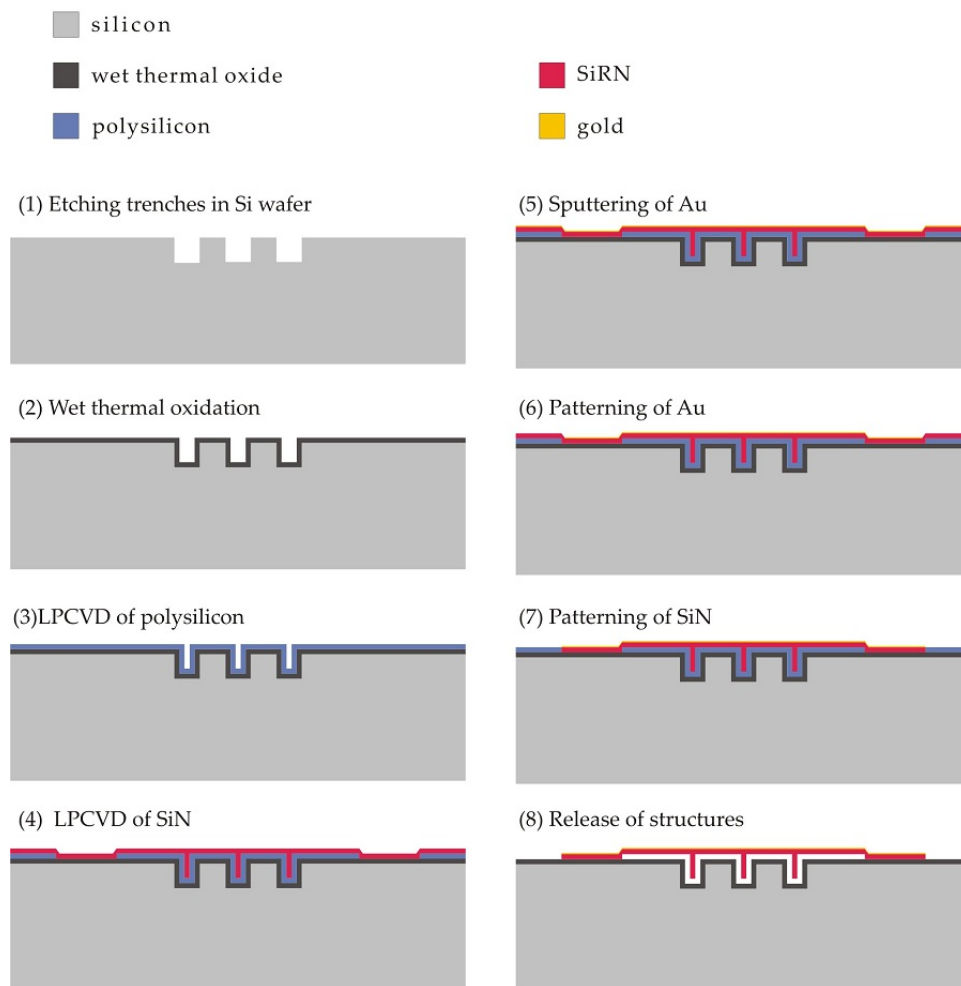 silicon
wet thermal oxide
polysilicon
SiRN
gold
(1) Etching trenches in Si wafer
(2) Wet thermal oxidation
(3)LPCVD of polysilicon
(4) LPCVD of SiN
(5) Sputtering of Au
(6) Patterning of Au
(7) Patterning of SiN
(8) Release of structures